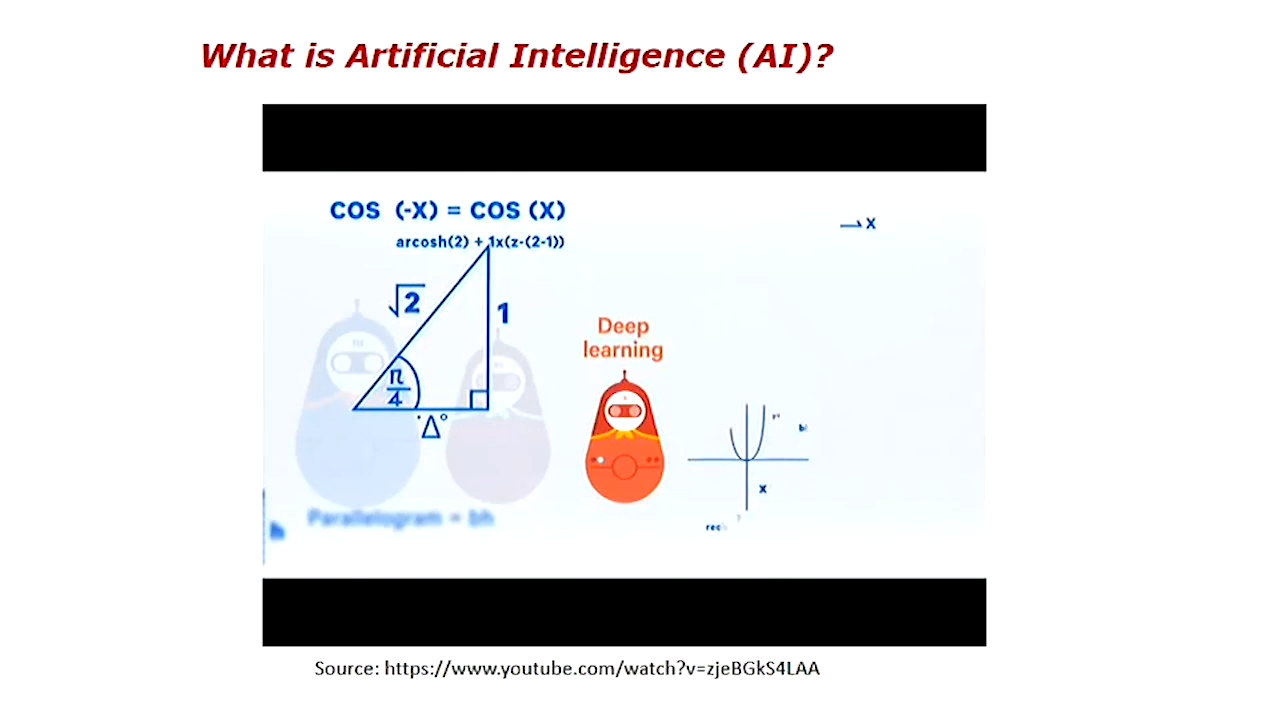 What is Artificial Intelligence (AI)?
COS (-X) = COS (X)
→ X
arcosh(2) + 1x(z-(2-1))
√2
1
Deep
learning
π
4
Δ°
X
b
Parallelogram = bh
rec
Source: https://www.youtube.com/watch?v=zjeBGkS4LAA